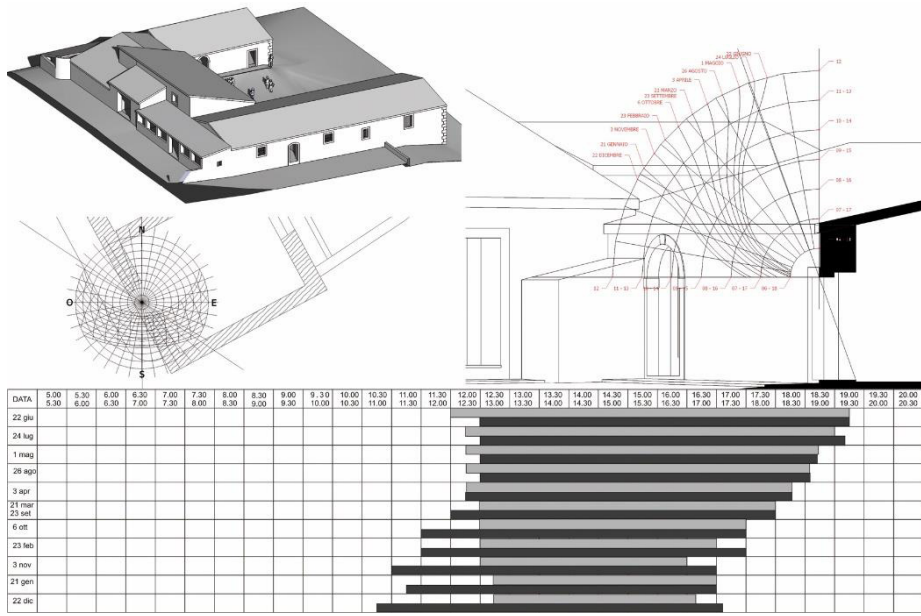 22 GIUGNO
24 LUGLIO
1 MAGGIO
26 AGOSTO
3 APRILE
21 MARZO
23 SETTEMBRE
6 OTTOBRE
23 FEBBRAIO
3 NOVEMBRE
21 GENNAIO
22 DICEMBRE
12
11 - 13
10 - 14
09 - 15
08 - 16
07 - 17
N
O E
S
DATA 5.00 5.30 6.00 6.30 7.00 7.30 8.00 8.30 9.00 9.30 10.00 10.30 11.00 11.30 12.00 12.30 13.00 13.30 14.00 14.30 15.00 15.30 16.00 16.30 17.00 17.30 18.00 18.30 19.00 19.30 20.00
5.30 6.00 6.30 7.00 7.30 8.00 8.30 9.00 9.30 10.00 10.30 11.00 11.30 12.00 12.30 13.00 13.30 14.00 14.30 15.00 15.30 16.00 16.30 17.00 17.30 18.00 18.30 19.00 19.30 20.00 20.30
22 giu
24 lug
1 mag
26 ago
3 apr
21 mar
23 set
6 ott
23 feb
3 nov
21 gen
22 dic